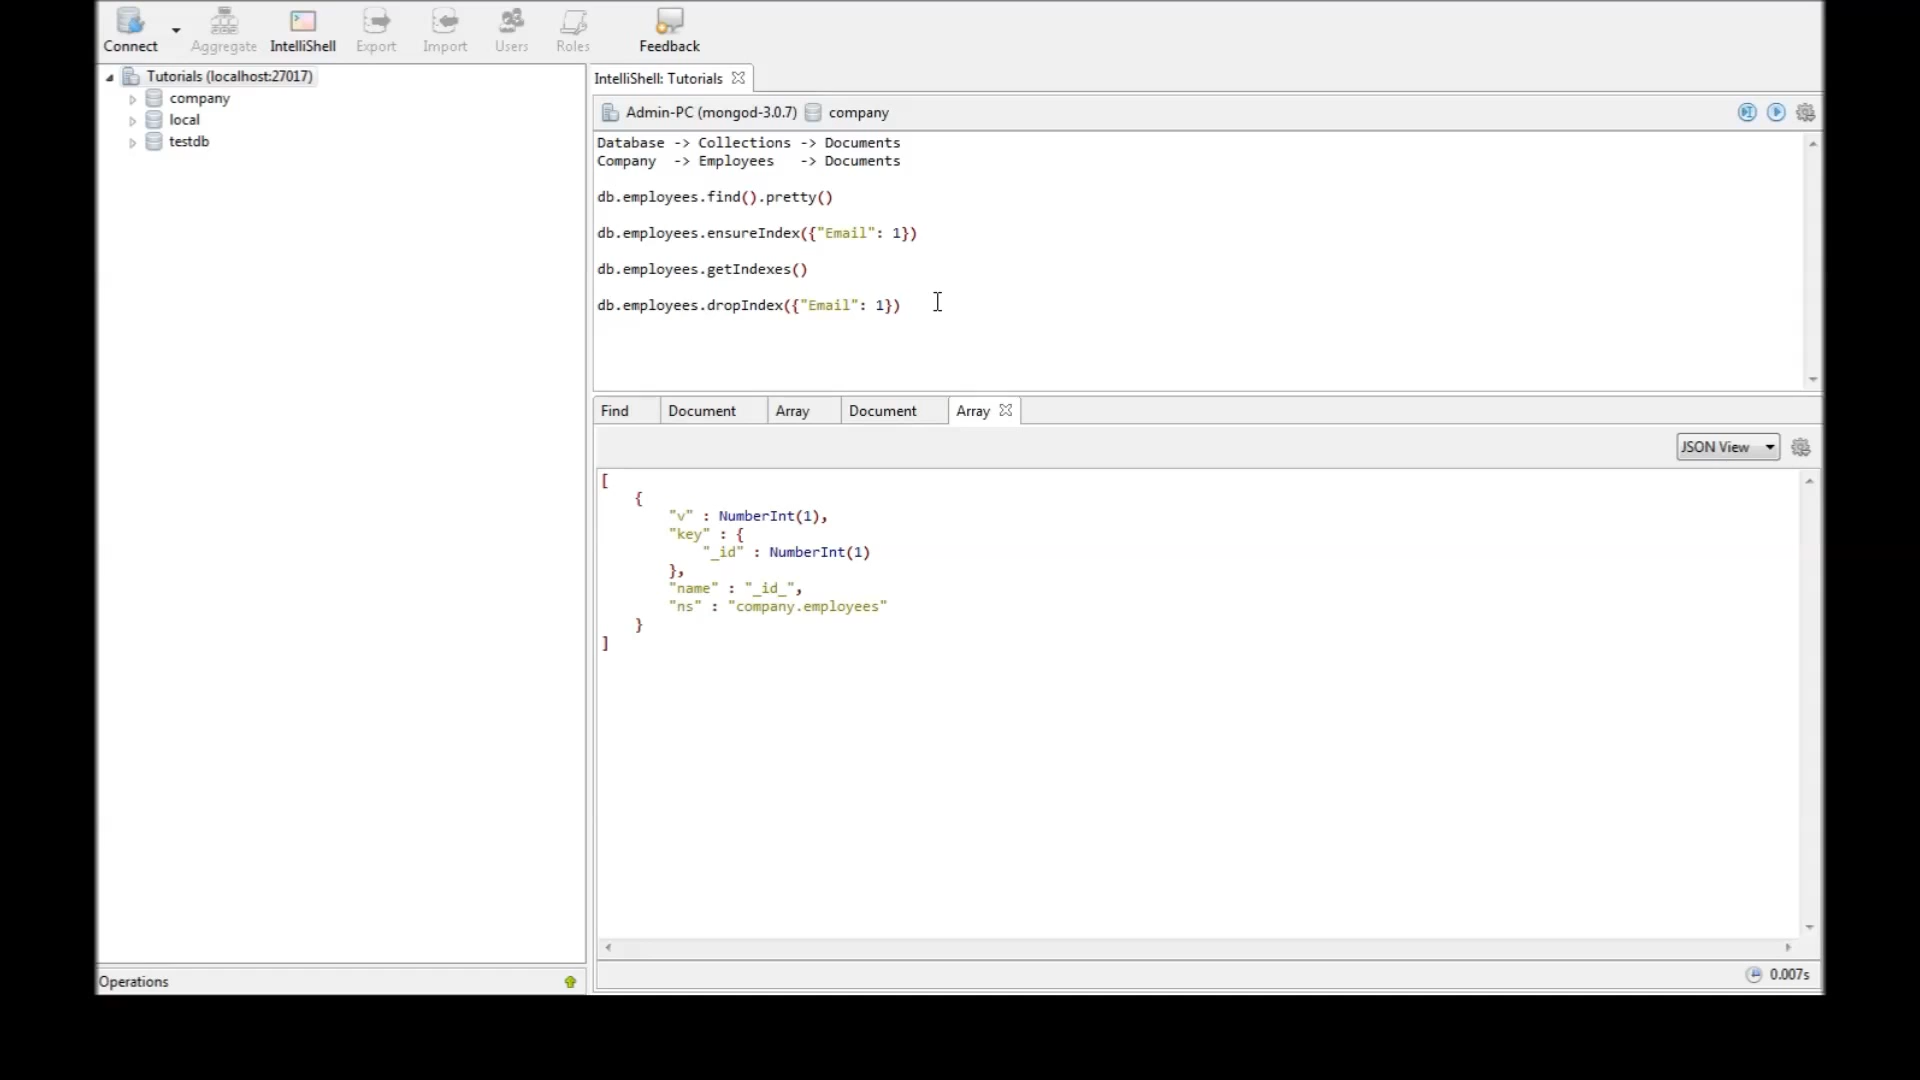 Connect Aggregate IntelliShell Export Import Users Roles Feedback
Tutorials (localhost:27017)
company
local
testdb
Operations
IntelliShell: Tutorials
Admin-PC (mongod-3.0.7) company
Database -> Collections -> Documents
Company  -> Employees   -> Documents
db.employees.find().pretty()
db.employees.ensureIndex({"Email": 1})
db.employees.getIndexes()
db.employees.dropIndex({"Email": 1})
Find Document Array Document Array
JSON View
[
{
"v" : NumberInt(1),
"key" : {
"_id" : NumberInt(1)
},
"name" : "_id_",
"ns" : "company.employees"
}
]
0.007s